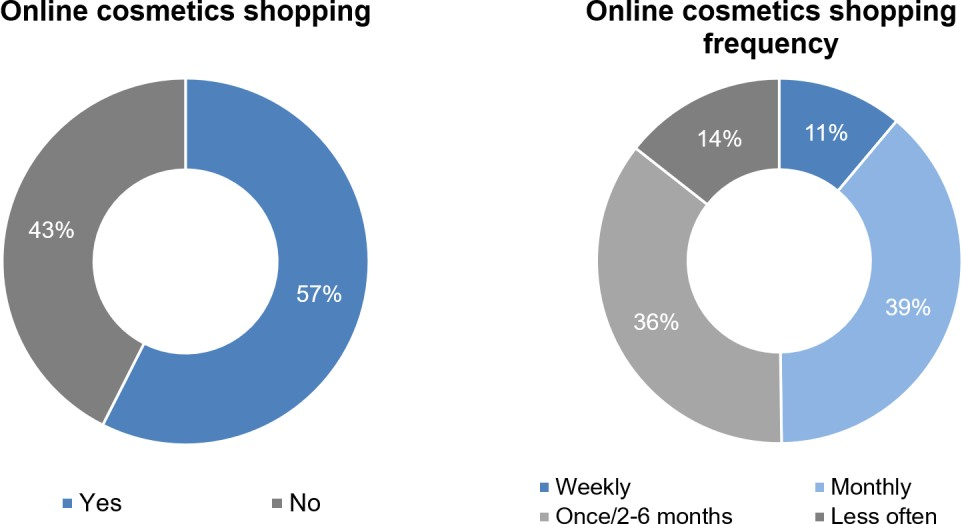 Online cosmetics shopping
43%
57%
Yes
No
Online cosmetics shopping
frequency
14%
11%
36%
39%
Weekly
Monthly
Once/2-6 months
Less often